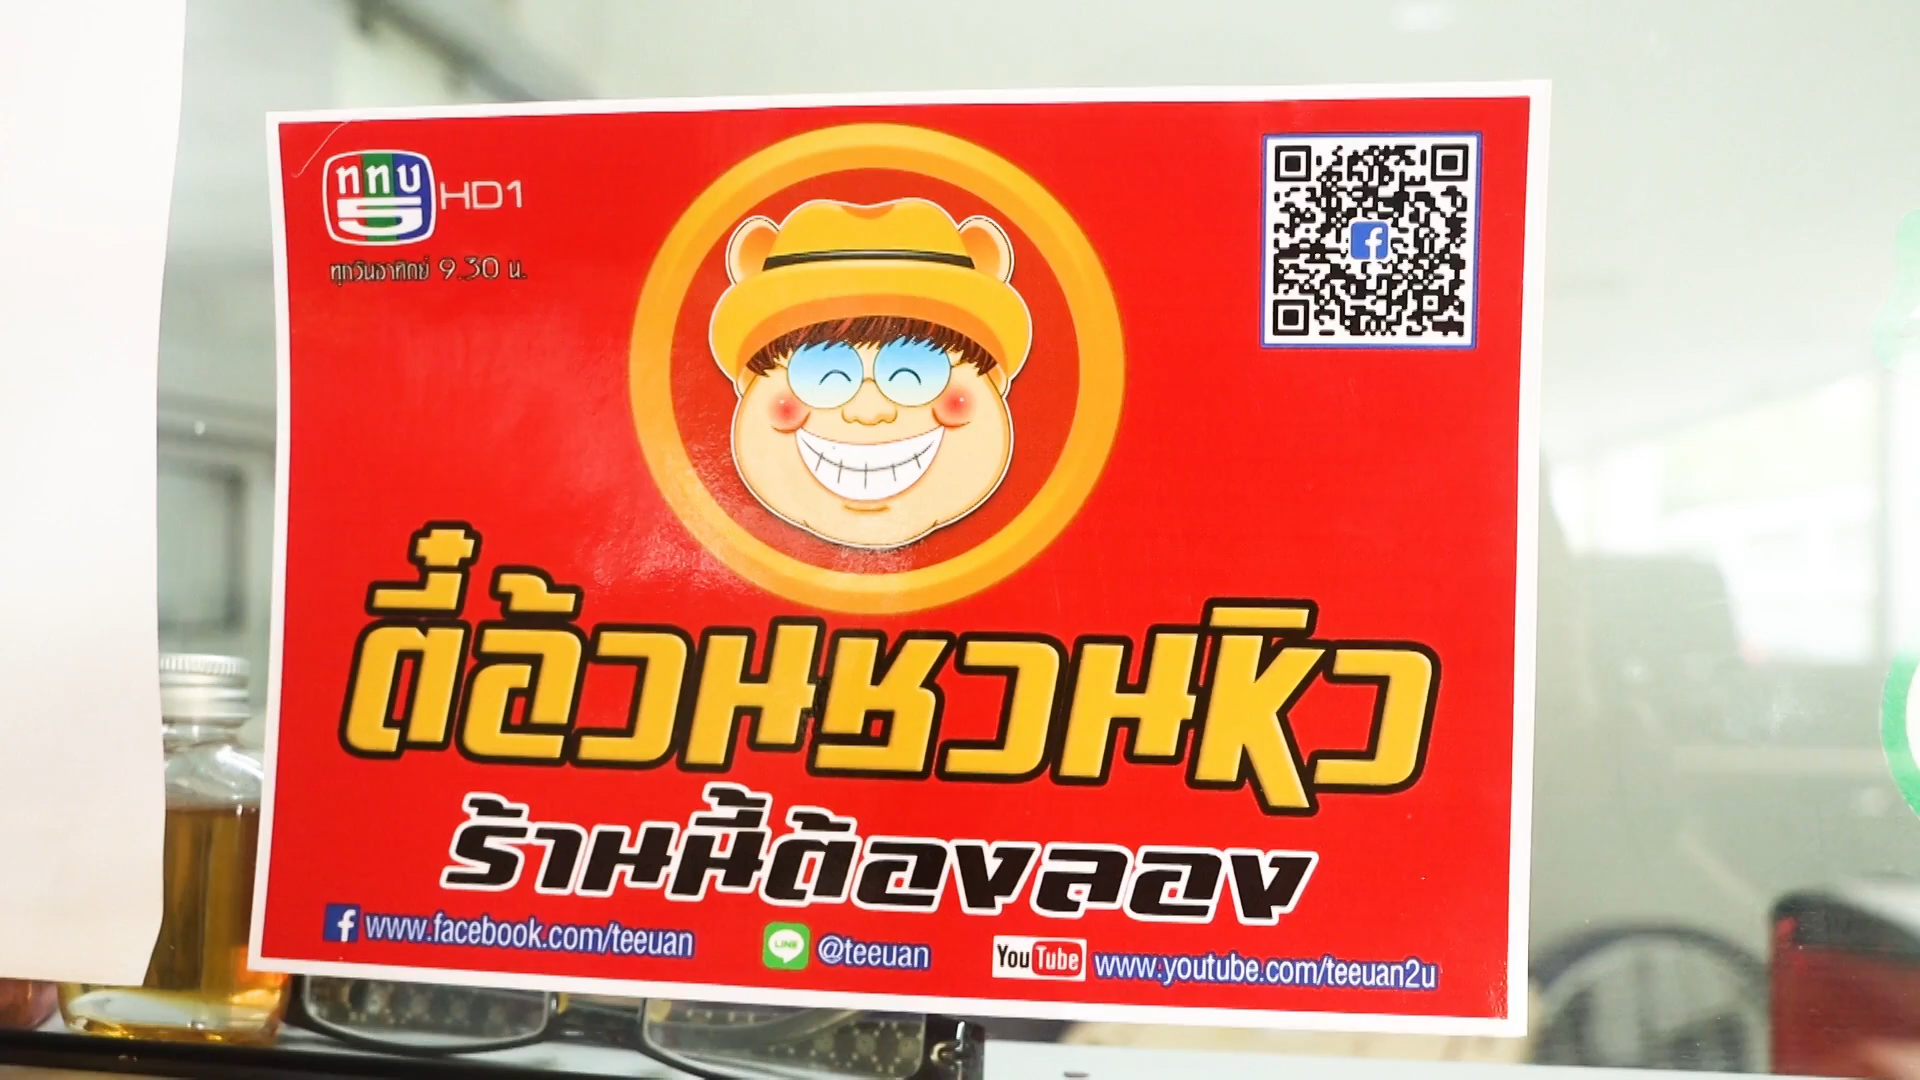 ททบ
5 HD1
ทุกวันอาทิตย์ 9.30 น.
ตี๋อ้วนชวนหิว
ร้านนี้ต้องลอง
www.facebook.com/teeuan
LINE @teeuan
YouTube www.youtube.com/teeuan2u